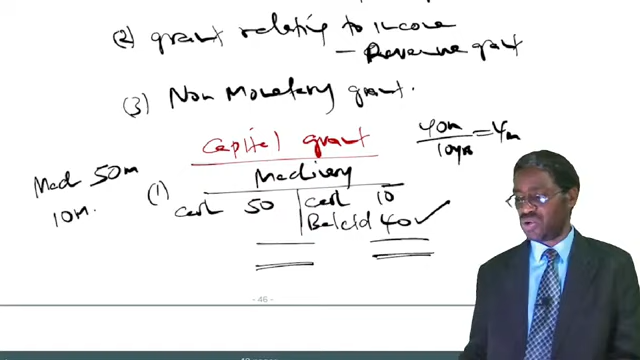 (2) grant relating to income
– Revenue grant
(3) Non Monetary grant.
Capital grant
40m
10yrs
= 4m
Mach 50m
10m.
(1)
Machinery
Cash 50
Cash 10
Bal c/d 40 ✓
- 46 -